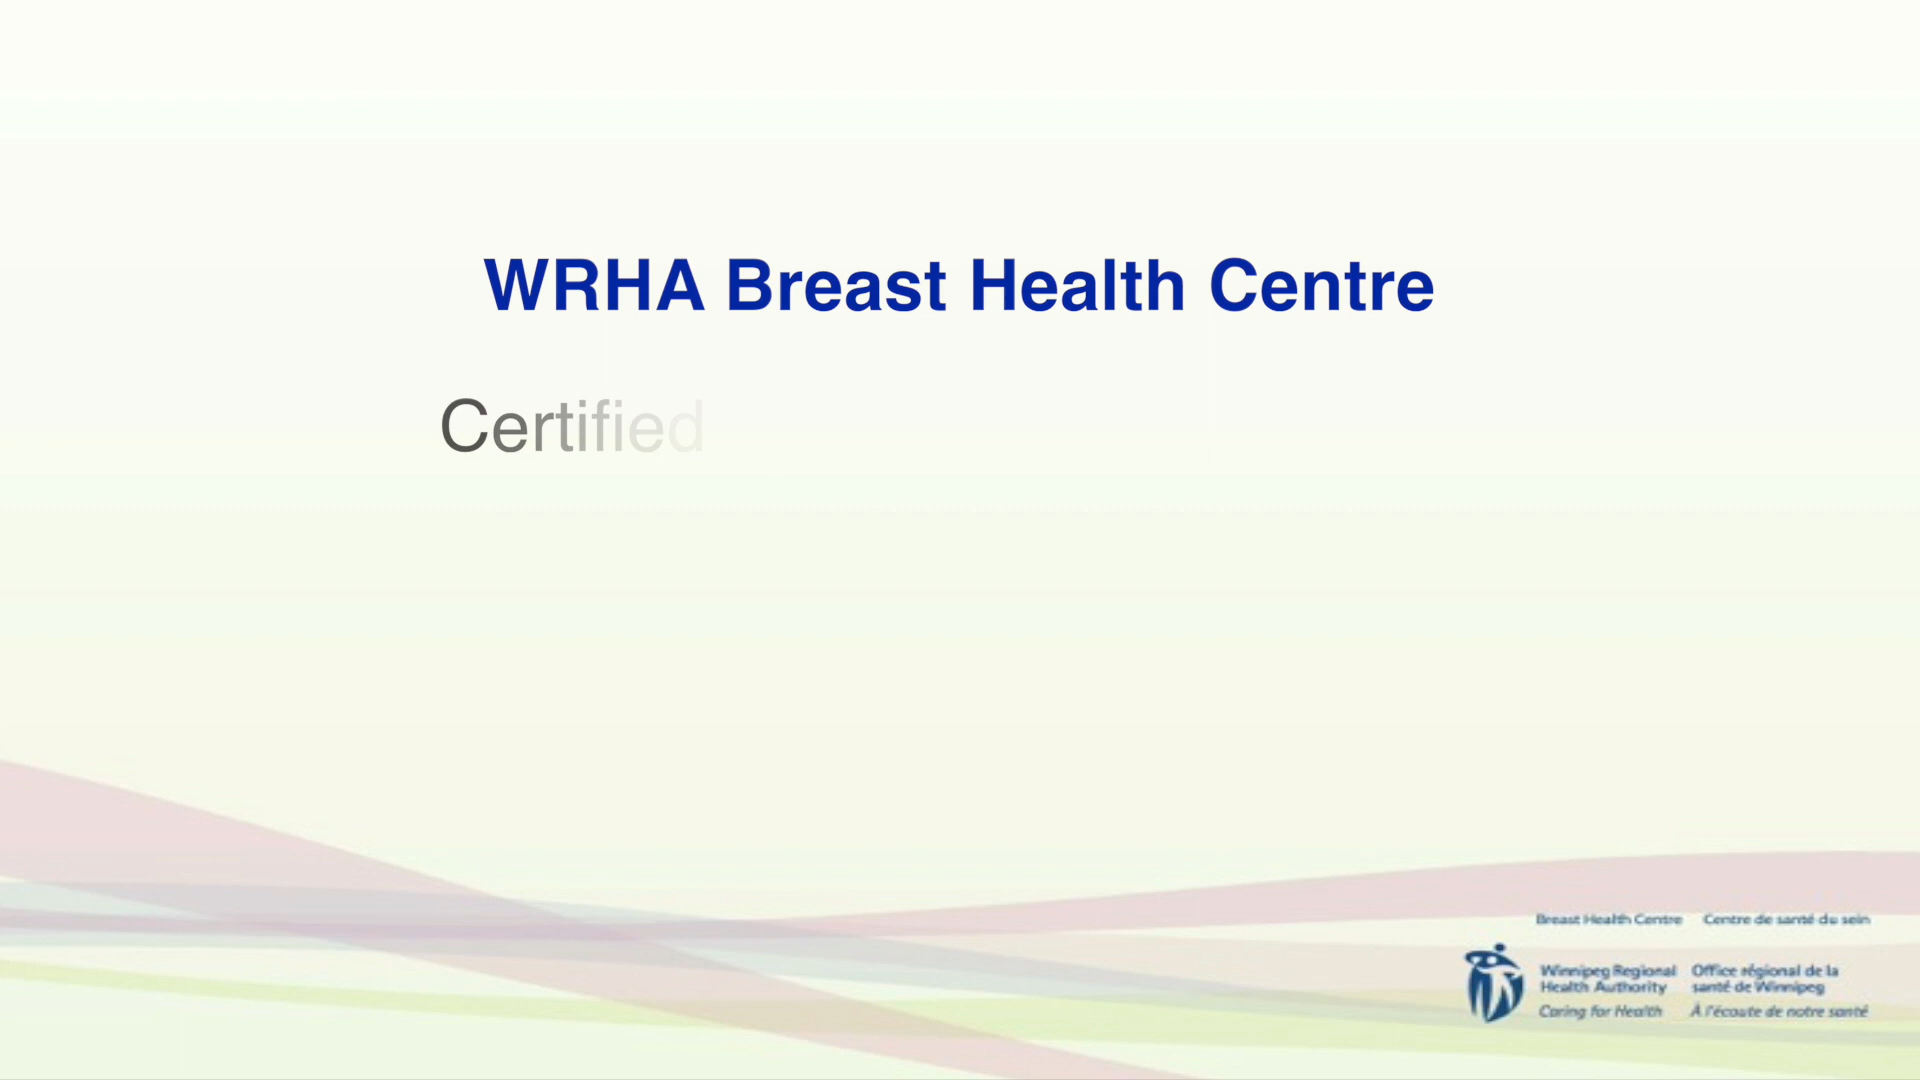 WRHA Breast Health Centre
Certified
Breast Health Centre Centre de santé du sein
Winnipeg Regional Office régional de la
Health Authority santé de Winnipeg
Caring for Health À l'écoute de notre santé